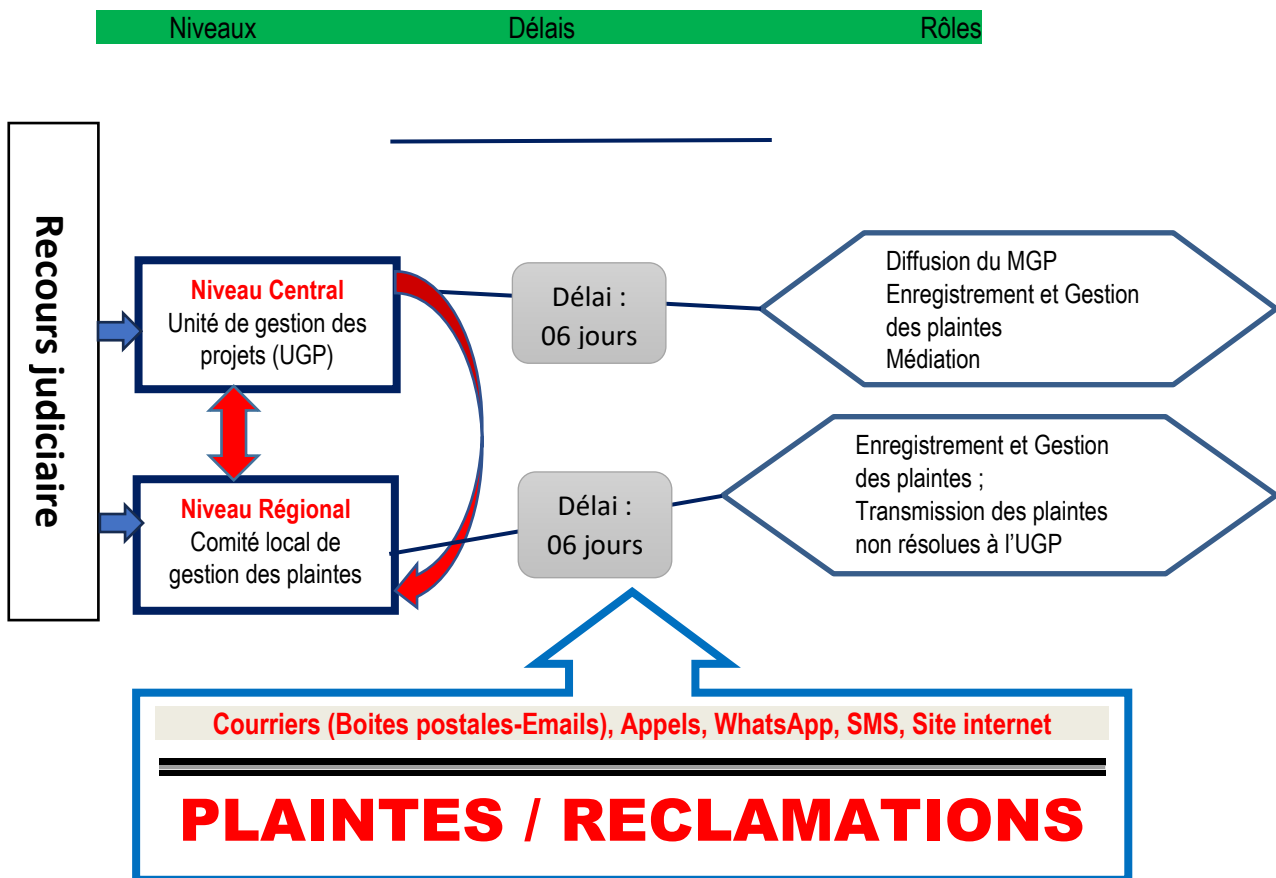 Niveaux Délais Rôles
Recours judiciaire
Niveau Central
Unité de gestion des
projets (UGP)
Délai :
06 jours
Diffusion du MGP
Enregistrement et Gestion
des plaintes
Médiation
Niveau Régional
Comité local de
gestion des plaintes
Délai :
06 jours
Enregistrement et Gestion
des plaintes ;
Transmission des plaintes
non résolues à l’UGP
Courriers (Boites postales-Emails), Appels, WhatsApp, SMS, Site internet
PLAINTES / RECLAMATIONS